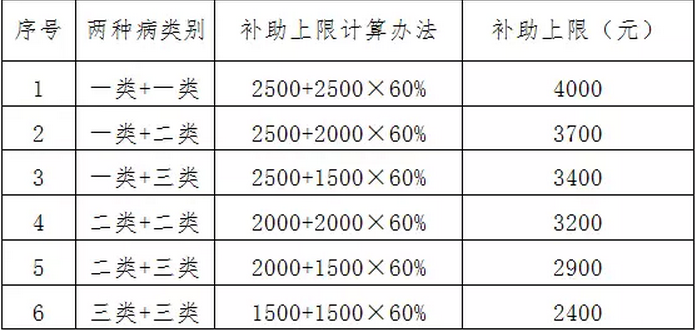 序号 两种病类别 补助上限计算办法 补助上限（元）
1 一类+一类 2500+2500×60% 4000
2 一类+二类 2500+2000×60% 3700
3 一类+三类 2500+1500×60% 3400
4 二类+二类 2000+2000×60% 3200
5 二类+三类 2000+1500×60% 2900
6 三类+三类 1500+1500×60% 2400